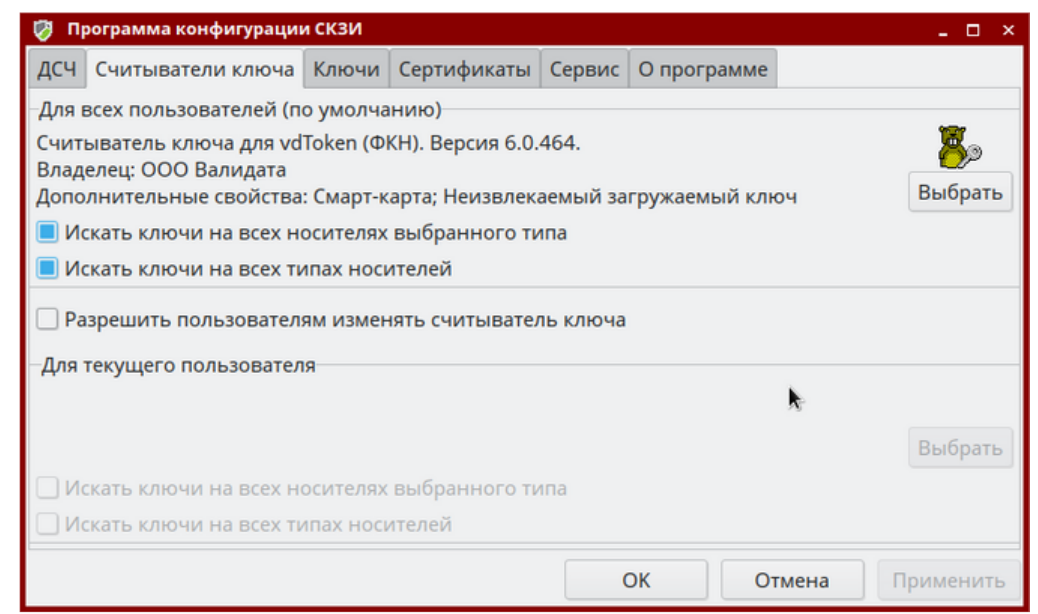 Программа конфигурации СКЗИ
ДСЧ Считыватели ключа Ключи Сертификаты Сервис О программе
Для всех пользователей (по умолчанию)
Считыватель ключа для vdToken (ФКН). Версия 6.0.464.
Владелец: ООО Валидата
Дополнительные свойства: Смарт-карта; Неизвлекаемый загружаемый ключ
Выбрать
Искать ключи на всех носителях выбранного типа
Искать ключи на всех типах носителей
Разрешить пользователям изменять считыватель ключа
Для текущего пользователя
Выбрать
Искать ключи на всех носителях выбранного типа
Искать ключи на всех типах носителей
OK Отмена Применить